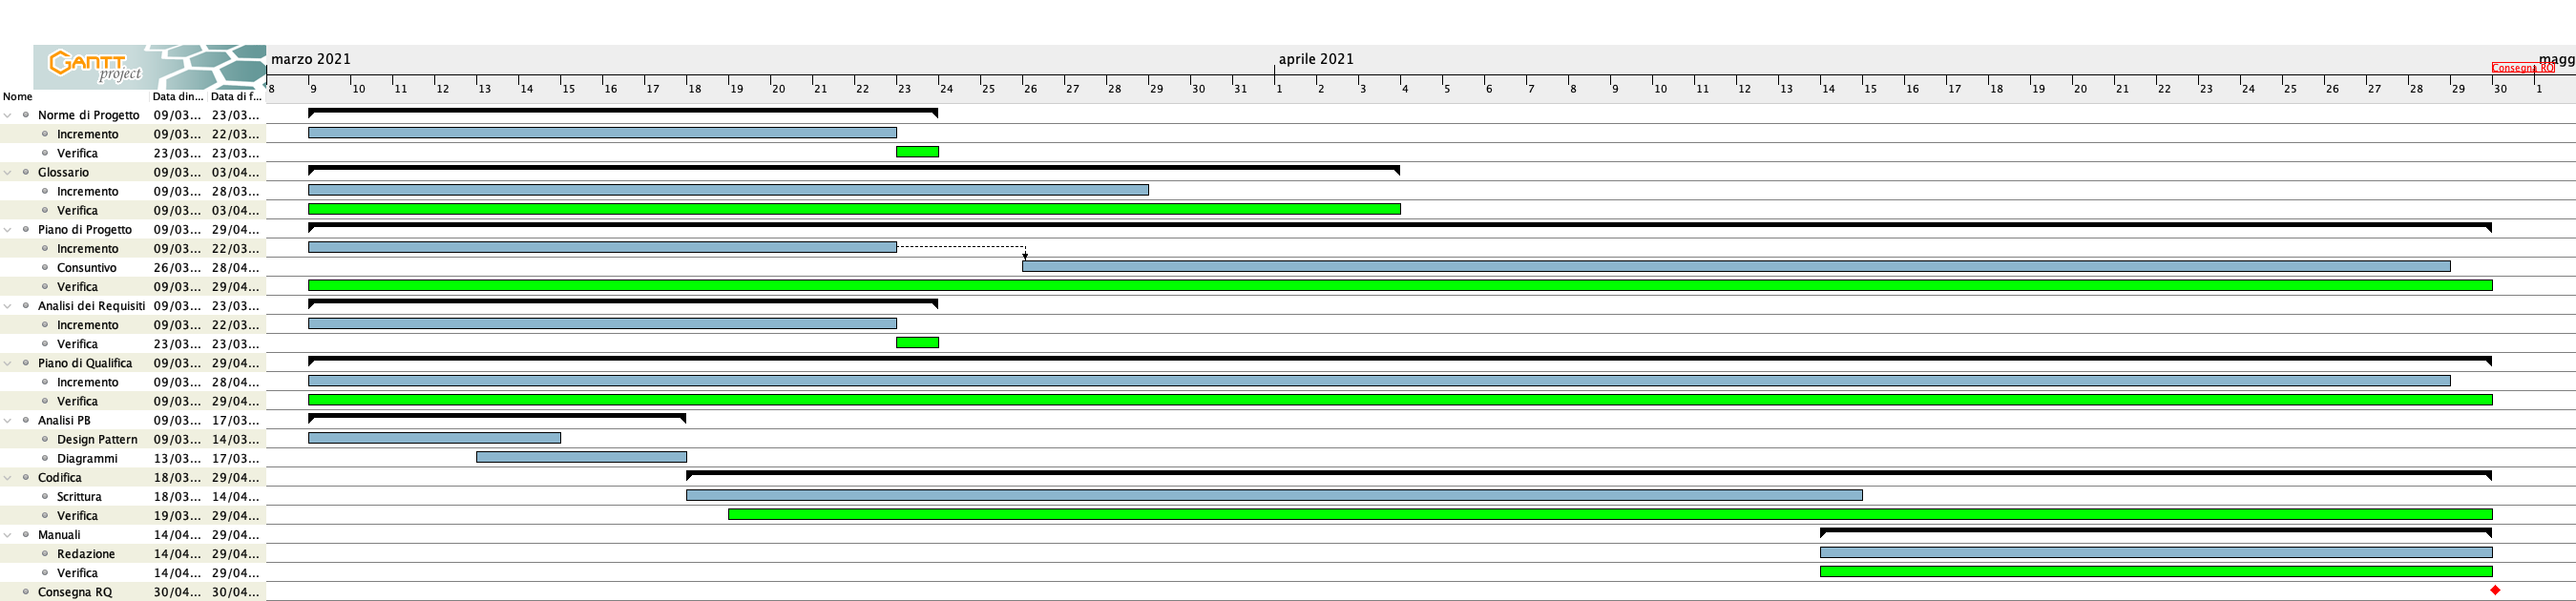 GANTT
project
marzo 2021 aprile 2021 magg
Consegna RQ
8 9 10 11 12 13 14 15 16 17 18 19 20 21 22 23 24 25 26 27 28 29 30 31 1 2 3 4 5 6 7 8 9 10 11 12 13 14 15 16 17 18 19 20 21 22 23 24 25 26 27 28 29 30 1
Nome Data din... Data di f...
Norme di Progetto 09/03... 23/03...
Incremento 09/03... 22/03...
Verifica 23/03... 23/03...
Glossario 09/03... 03/04...
Incremento 09/03... 28/03...
Verifica 09/03... 03/04...
Piano di Progetto 09/03... 29/04...
Incremento 09/03... 22/03...
Consuntivo 26/03... 28/04...
Verifica 09/03... 29/04...
Analisi dei Requisiti 09/03... 23/03...
Incremento 09/03... 22/03...
Verifica 23/03... 23/03...
Piano di Qualifica 09/03... 29/04...
Incremento 09/03... 28/04...
Verifica 09/03... 29/04...
Analisi PB 09/03... 17/03...
Design Pattern 09/03... 14/03...
Diagrammi 13/03... 17/03...
Codifica 18/03... 29/04...
Scrittura 18/03... 14/04...
Verifica 19/03... 29/04...
Manuali 14/04... 29/04...
Redazione 14/04... 29/04...
Verifica 14/04... 29/04...
Consegna RQ 30/04... 30/04...